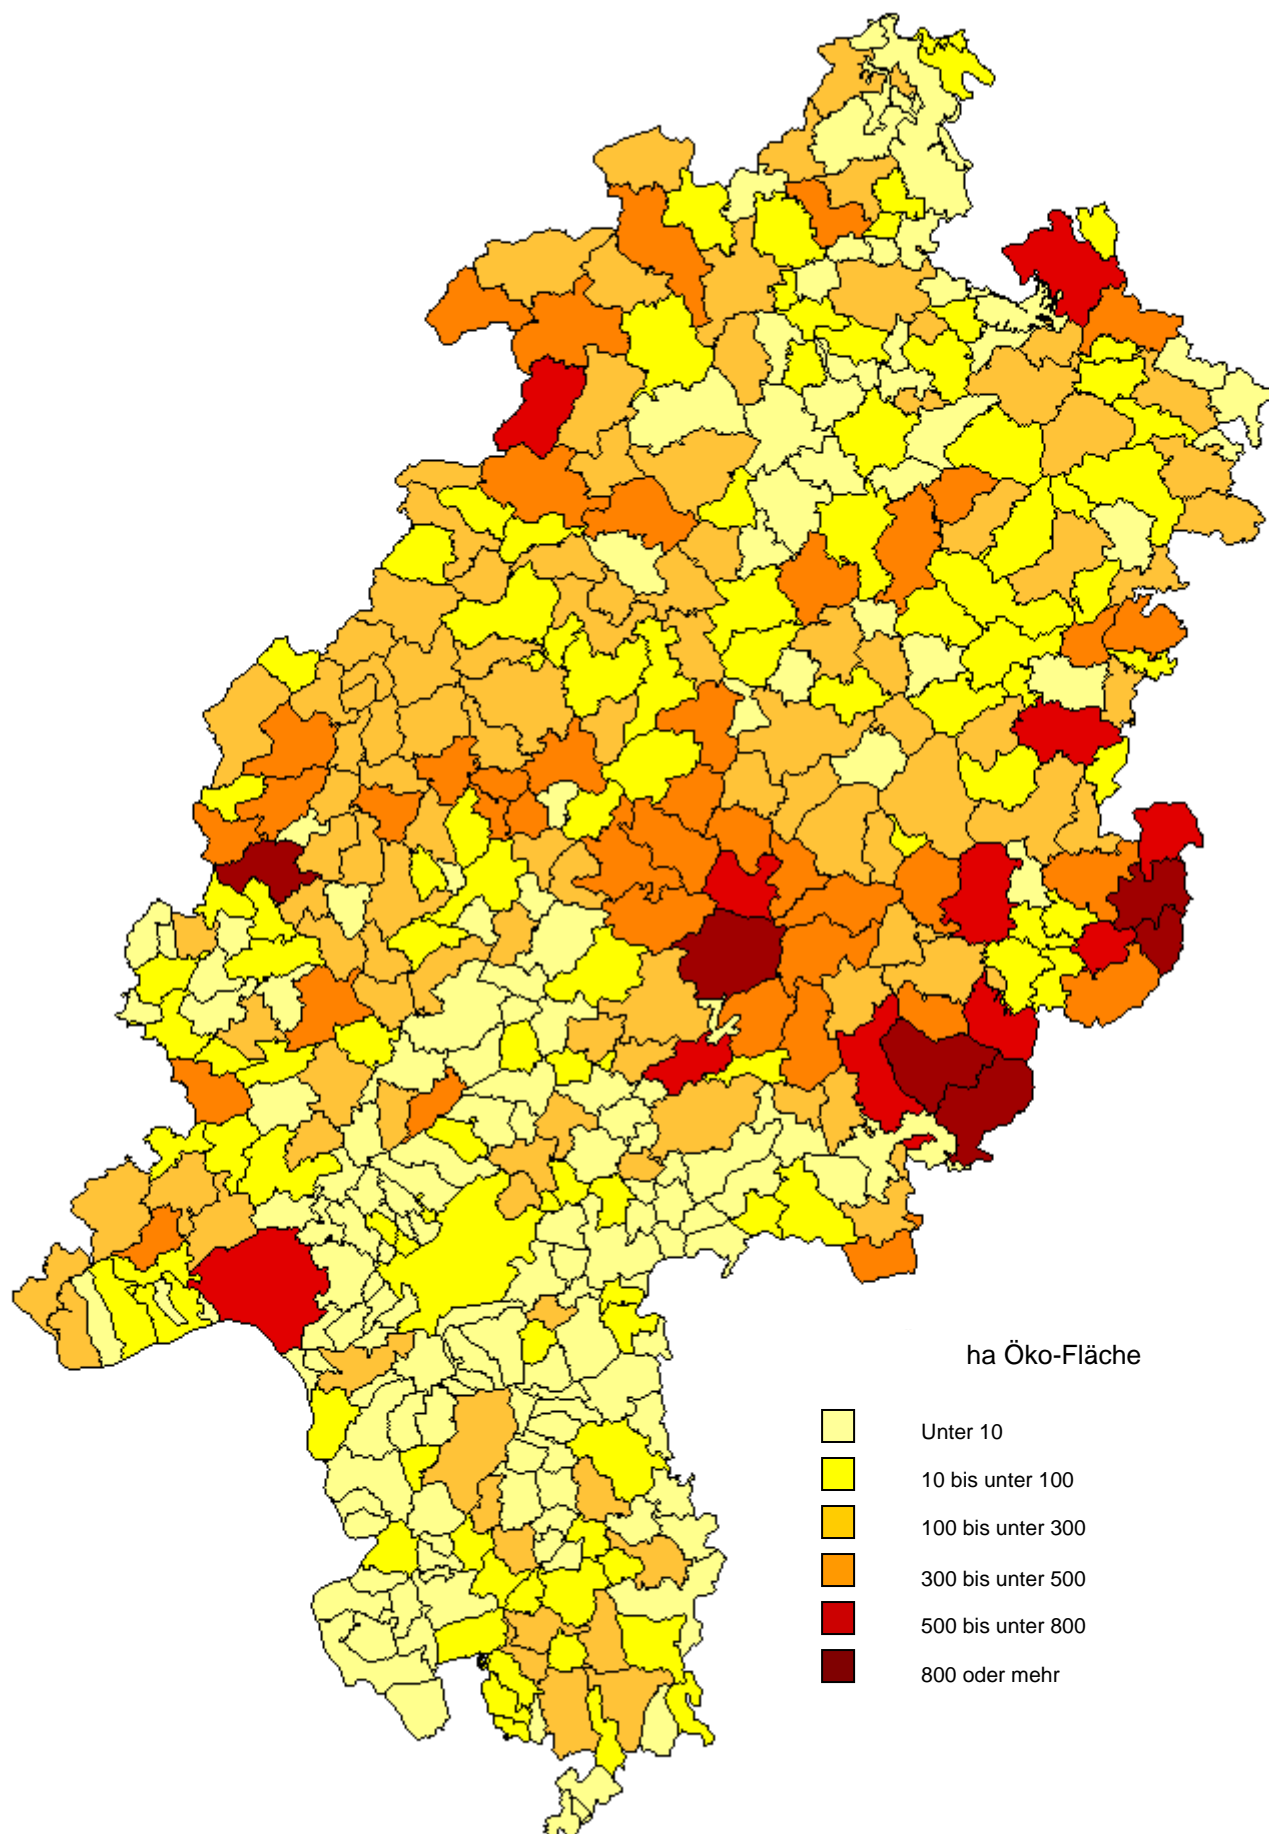 ha Öko-Fläche
Unter 10
10 bis unter 100
100 bis unter 300
300 bis unter 500
500 bis unter 800
800 oder mehr